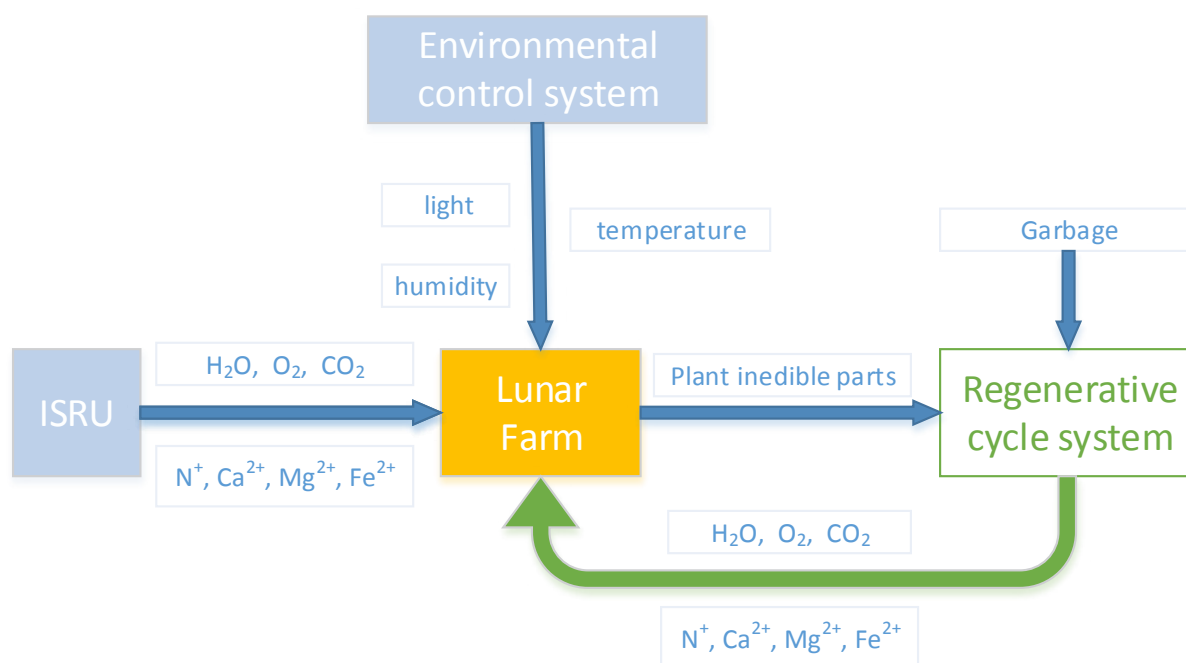 Environmental
control system
light
temperature
Garbage
humidity
H₂O, O₂, CO₂
ISRU
N⁺, Ca²⁺, Mg²⁺, Fe²⁺
Lunar
Farm
Plant inedible parts
Regenerative
cycle system
H₂O, O₂, CO₂
N⁺, Ca²⁺, Mg²⁺, Fe²⁺